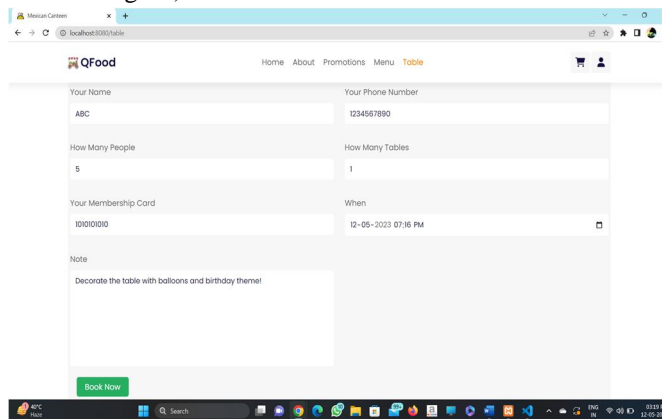 Mexican Canteen
localhost:8080/table
QFood Home About Promotions Menu Table
Your Name Your Phone Number
ABC 1234567890
How Many People How Many Tables
5 1
Your Membership Card When
1010101010 12-05-2023 07:16 PM
Note
Decorate the table with balloons and birthday theme!
Book Now
40°C Haze Search 99+ ENG IN